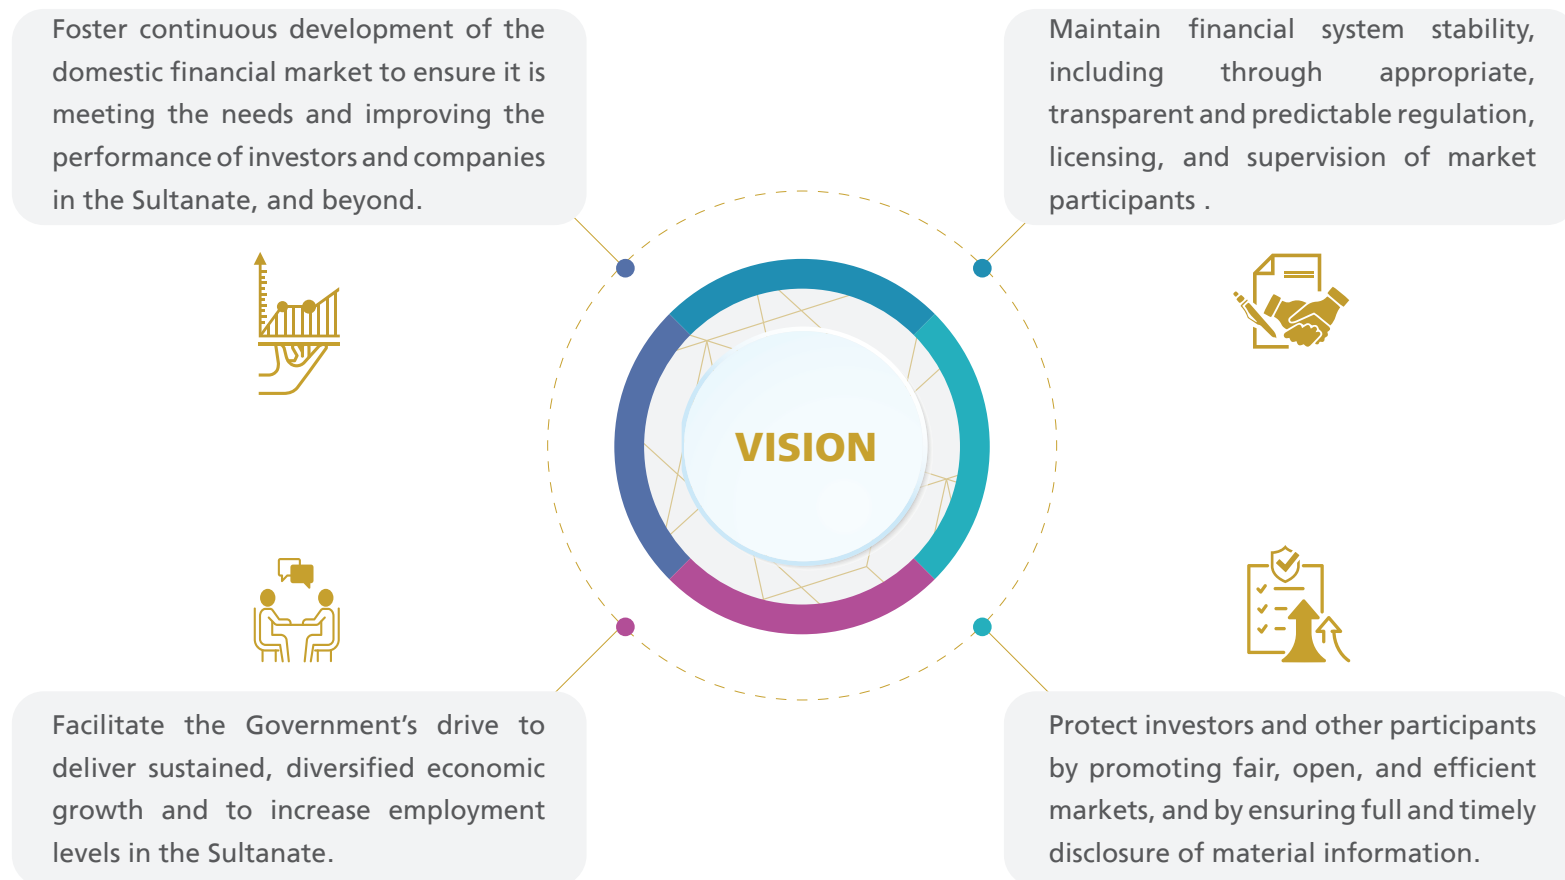 Foster continuous development of the
domestic financial market to ensure it is
meeting the needs and improving the
performance of investors and companies
in the Sultanate, and beyond.
Maintain financial system stability,
including through appropriate,
transparent and predictable regulation,
licensing, and supervision of market
participants .
VISION
Facilitate the Government’s drive to
deliver sustained, diversified economic
growth and to increase employment
levels in the Sultanate.
Protect investors and other participants
by promoting fair, open, and efficient
markets, and by ensuring full and timely
disclosure of material information.